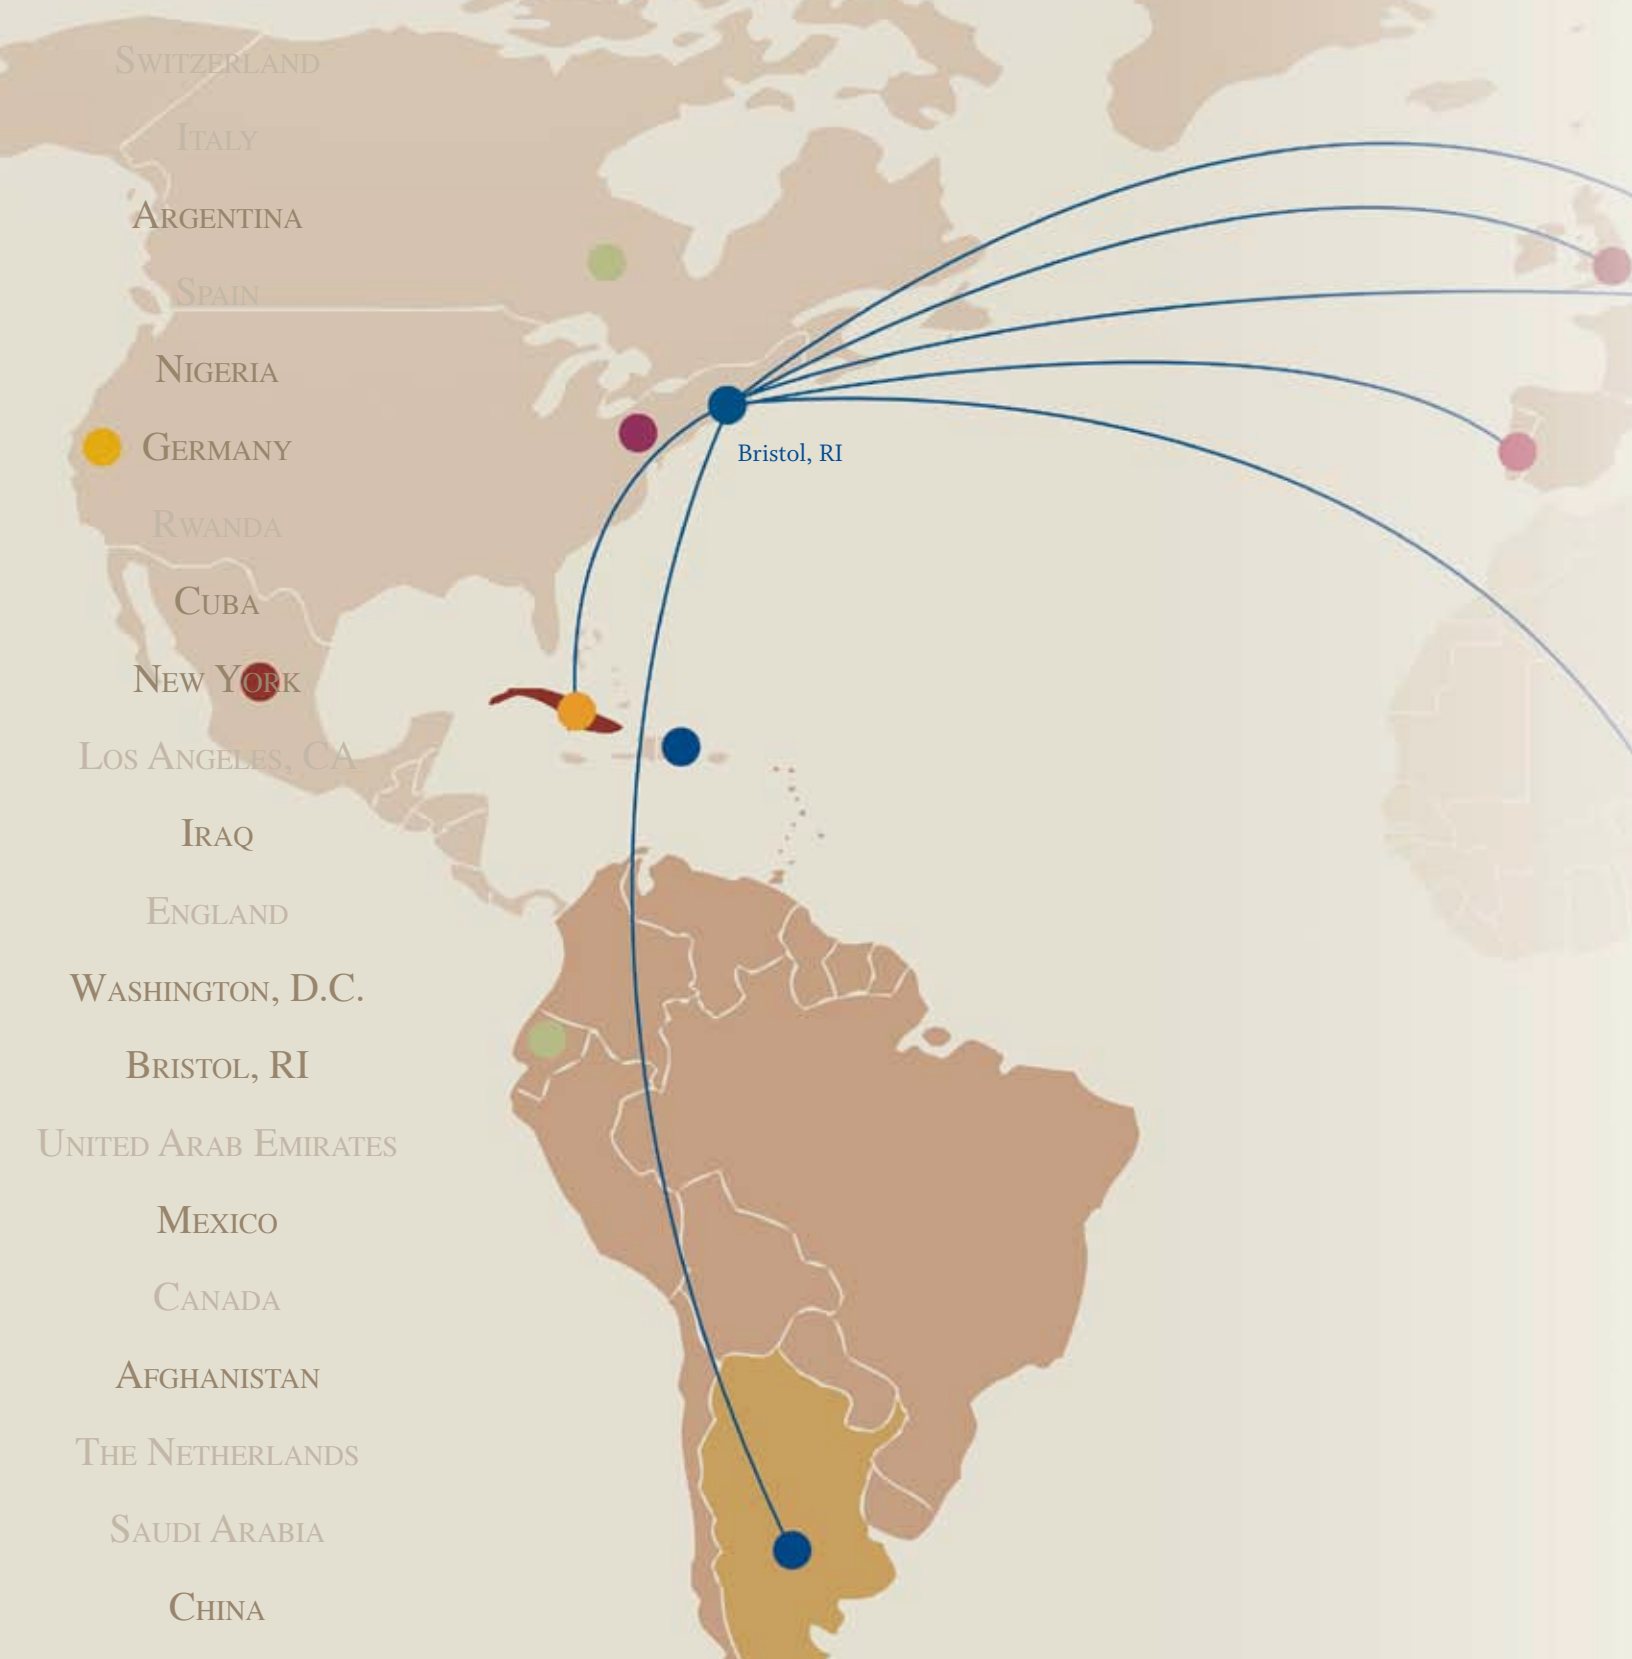 Switzerland
Italy
Argentina
Spain
Nigeria
Germany
Bristol, RI
Rwanda
Cuba
New York
Los Angeles, CA
Iraq
England
Washington, D.C.
Bristol, RI
United Arab Emirates
Mexico
Canada
Afghanistan
The Netherlands
Saudi Arabia
China